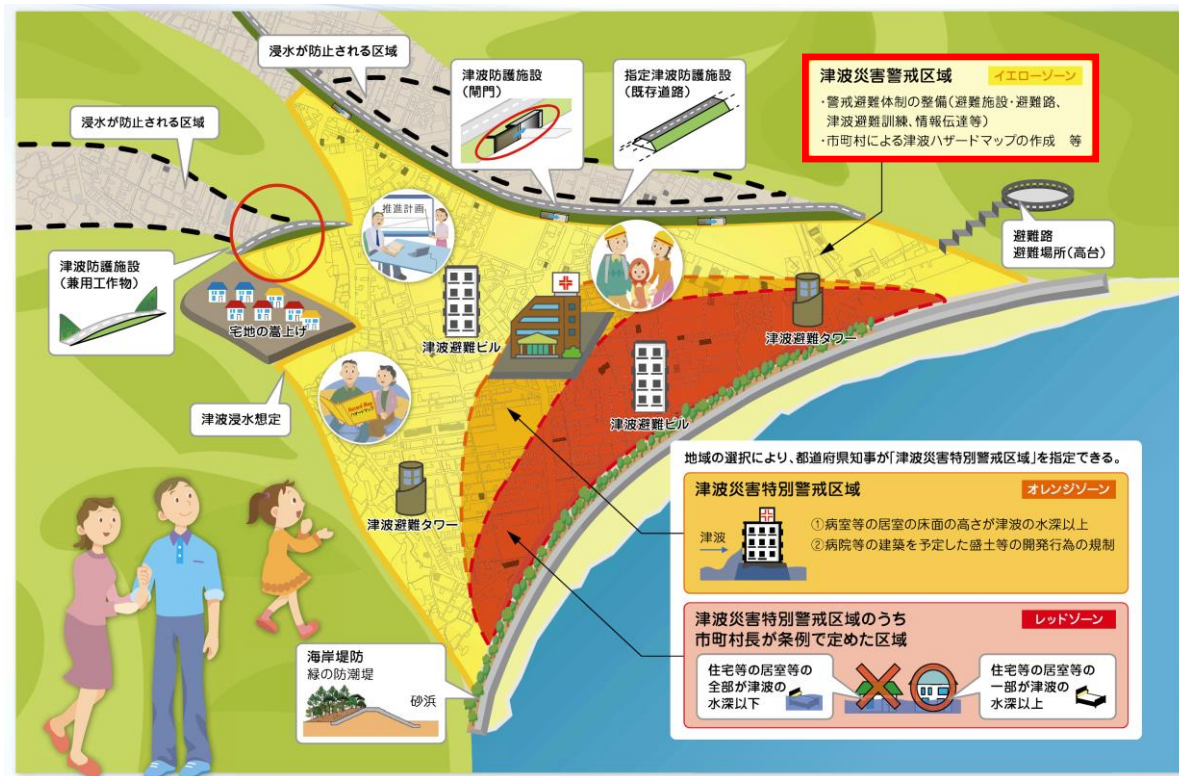 浸水が防止される区域
津波防護施設
(閘門)
指定津波防護施設
(既存道路)
津波災害警戒区域
イエローゾーン
・警戒避難体制の整備(避難施設・避難路、
津波避難訓練、情報伝達等)
・市町村による津波ハザードマップの作成 等
浸水が防止される区域
推進計画
避難路
避難場所(高台)
津波防護施設
(兼用工作物)
宅地の嵩上げ
津波避難ビル
津波避難タワー
津波浸水想定
津波避難ビル
津波避難タワー
地域の選択により、都道府県知事が「津波災害特別警戒区域」を指定できる。
津波災害特別警戒区域
オレンジゾーン
津波
①病室等の居室の床面の高さが津波の水深以上
②病院等の建築を予定した盛土等の開発行為の規制
津波災害特別警戒区域のうち
市町村長が条例で定めた区域
レッドゾーン
住宅等の居室等の
全部が津波の
水深以下
住宅等の居室等の
一部が津波の
水深以上
海岸堤防
緑の防潮堤
砂浜